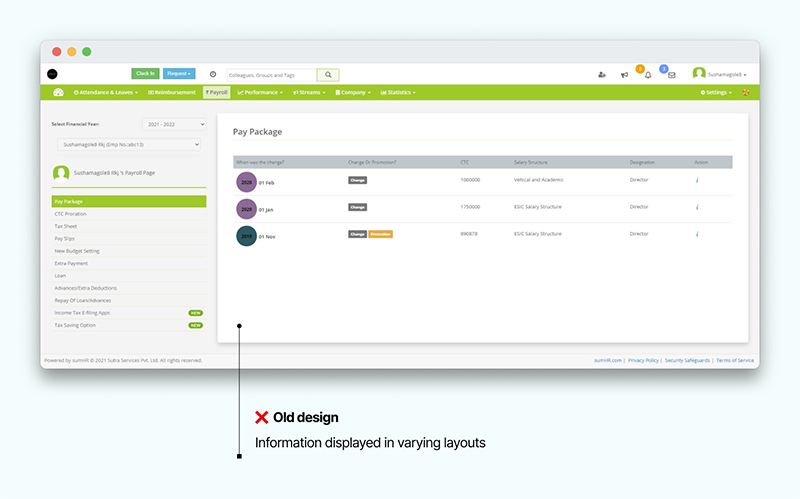 Clock In Request Colleagues, Groups and Tags 0 3 Sushamagole8
Attendance & Leaves Reimbursement ₹ Payroll Performance Streams Company Statistics Settings
Select Financial Year: 2021 - 2022
Sushamagole8 Rkj (Emp No.:abc13)
Sushamagole8 Rkj 's Payroll Page
Pay Package
CTC Proration
Tax Sheet
Pay Slips
New Budget Setting
Extra Payment
Loan
Advances/Extra Deductions
Repay Of Loan/Advances
Income Tax E-filing Apps NEW
Tax Saving Option NEW
Pay Package
When was the change? Change Or Promotion? CTC Salary Structure Designation Action
01 Feb Change 1000000 Vehical and Academic Director i
01 Jan Change 1750000 ESIC Salary Structure Director i
2019 01 Nov Change Promotion 890878 ESIC Salary Structure Director i
Powered by sumHR © 2021 Sutra Services Pvt. Ltd. All rights reserved. sumHR.com | Privacy Policy | Security Safeguards | Terms of Service
Old design
Information displayed in varying layouts